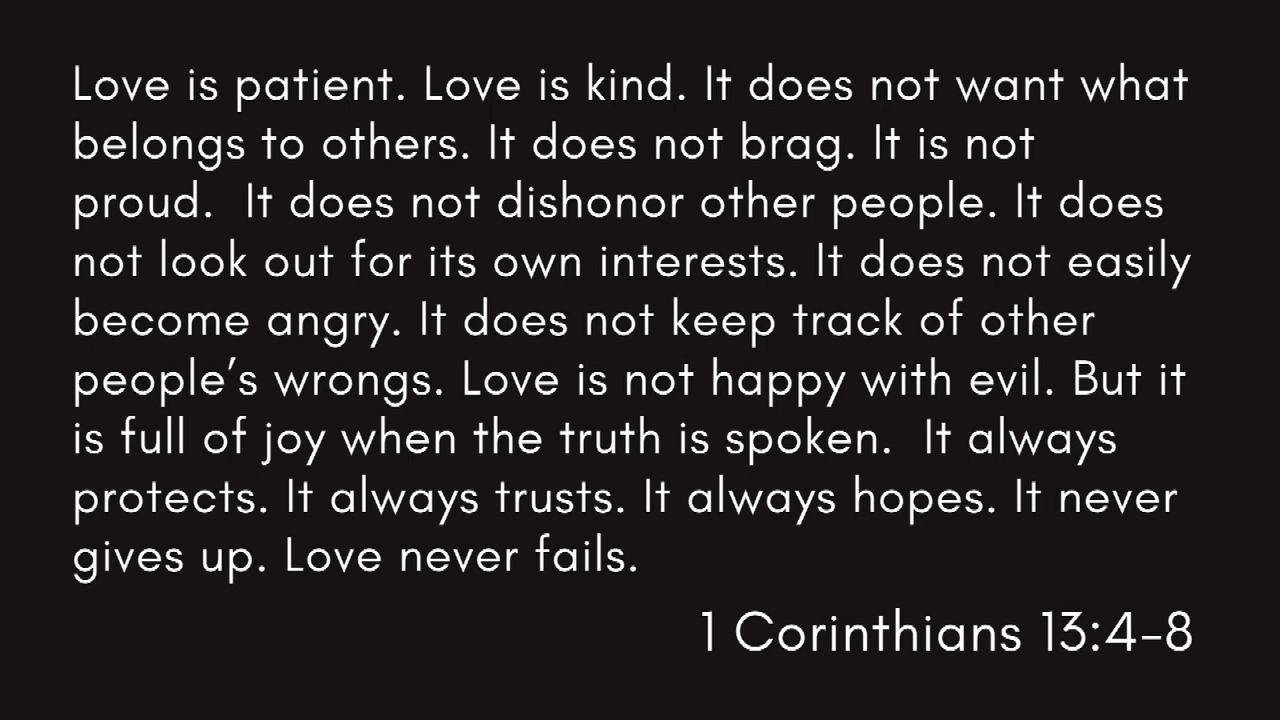 Love is patient. Love is kind. It does not want what
belongs to others. It does not brag. It is not
proud.  It does not dishonor other people. It does
not look out for its own interests. It does not easily
become angry. It does not keep track of other
people’s wrongs. Love is not happy with evil. But it
is full of joy when the truth is spoken.  It always
protects. It always trusts. It always hopes. It never
gives up. Love never fails.
1 Corinthians 13:4–8